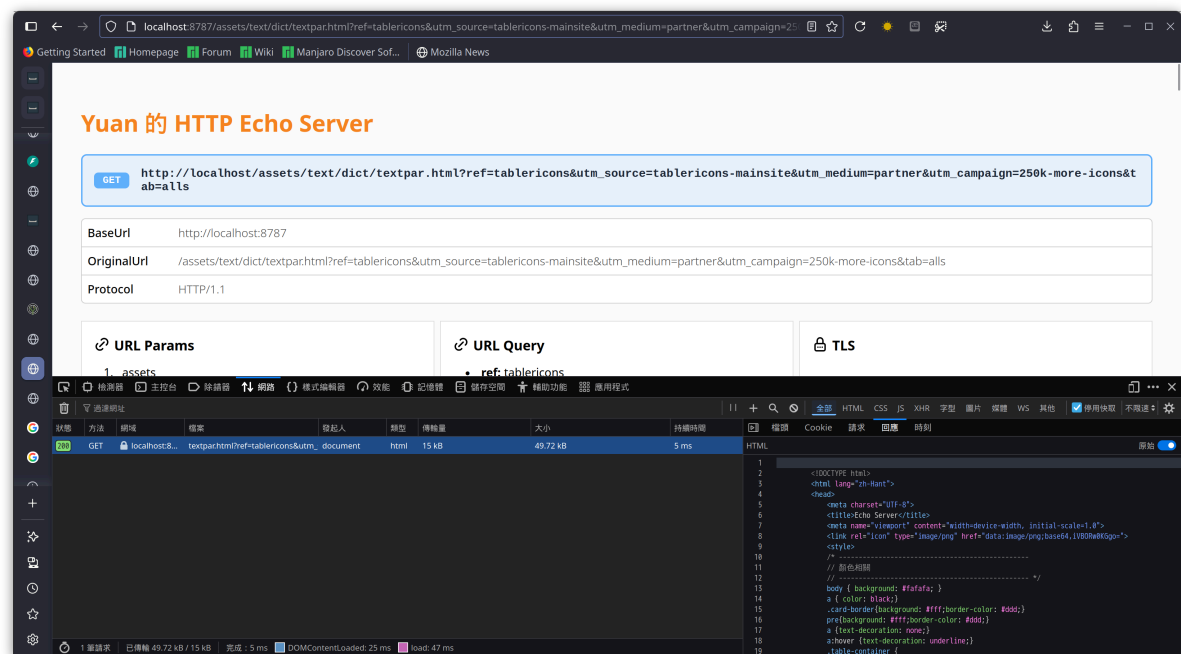 localhost:8787/assets/text/dict/textpar.html?ref=tablericons&utm_source=tablericons-mainsite&utm_medium=partner&utm_campaign=25
Getting Started Homepage Forum Wiki Manjaro Discover Sof... Mozilla News
Yuan 的 HTTP Echo Server
GET http://localhost/assets/text/dict/textpar.html?ref=tablericons&utm_source=tablericons-mainsite&utm_medium=partner&utm_campaign=250k-more-icons&t
ab=alls
BaseUrl http://localhost:8787
OriginalUrl /assets/text/dict/textpar.html?ref=tablericons&utm_source=tablericons-mainsite&utm_medium=partner&utm_campaign=250k-more-icons&tab=alls
Protocol HTTP/1.1
URL Params URL Query TLS
1. assets • ref: tablericons
檢測器 主控台 除錯器 網路 樣式編輯器 效能 記憶體 儲存空間 輔助功能 應用程式
過濾網址 全部 HTML CSS JS XHR 字型 圖片 媒體 WS 其他 停用快取 不限速
狀態 方法 網域 檔案 發起人 類型 傳輸量 大小 持續時間 檔頭 Cookie 請求 回應 時刻
200 GET localhost:8... textpar.html?ref=tablericons&utm_ document html 15 kB 49.72 kB 5 ms HTML 原始
1
2 <!DOCTYPE html>
3 <html lang="zh-Hant">
4 <head>
5 <meta charset="UTF-8">
6 <title>Echo Server</title>
7 <meta name="viewport" content="width=device-width, initial-scale=1.0">
8 <link rel="icon" type="image/png" href="data:image/png;base64,iVBORw0KGgo=">
9 <style>
10 /* ------------------------------------------------
11 // 顏色相關
12 // ------------------------------------------------ */
13 body { background: #fafafa; }
14 a { color: black;}
15 .card-border{background: #fff;border-color: #ddd;}
16 pre{background: #fff;border-color: #ddd;}
17 a {text-decoration: none;}
18 a:hover {text-decoration: underline;}
19 .table-container {
1 筆請求 已傳輸 49.72 kB / 15 kB 完成：5 ms DOMContentLoaded: 25 ms load: 47 ms